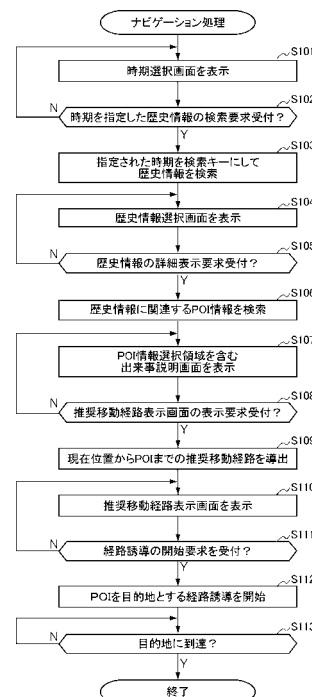 ナビゲーション処理
S101
時期選択画面を表示
S102
時期を指定した歴史情報の検索要求受付？
N
Y
S103
指定された時期を検索キーにして
歴史情報を検索
S104
歴史情報選択画面を表示
S105
歴史情報の詳細表示要求受付？
N
Y
S106
歴史情報に関連するPOI情報を検索
S107
POI情報選択領域を含む
出来事説明画面を表示
S108
推奨移動経路表示画面の表示要求受付？
N
Y
S109
現在位置からPOIまでの推奨移動経路を導出
S110
推奨移動経路表示画面を表示
S111
経路誘導の開始要求を受付？
N
Y
S112
POIを目的地とする経路誘導を開始
S113
目的地に到達？
N
Y
終了